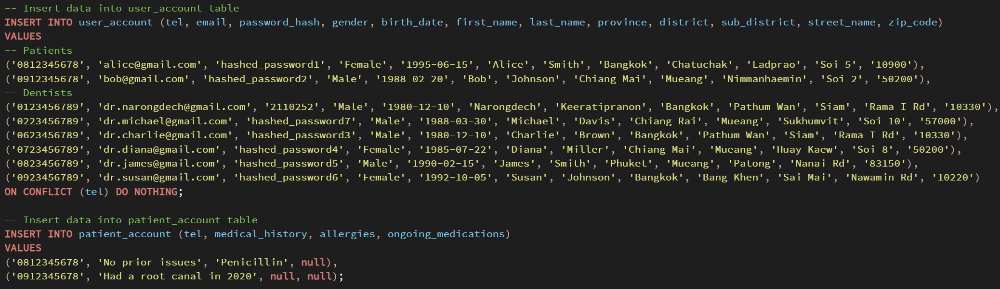 -- Insert data into user_account table
INSERT INTO user_account (tel, email, password_hash, gender, birth_date, first_name, last_name, province, district, sub_district, street_name, zip_code)
VALUES
-- Patients
('0812345678', 'alice@gmail.com', 'hashed_password1', 'Female', '1995-06-15', 'Alice', 'Smith', 'Bangkok', 'Chatuchak', 'Ladprao', 'Soi 5', '10900'),
('0912345678', 'bob@gmail.com', 'hashed_password2', 'Male', '1988-02-20', 'Bob', 'Johnson', 'Chiang Mai', 'Mueang', 'Nimmanhaemin', 'Soi 2', '50200'),
-- Dentists
('0123456789', 'dr.narongdech@gmail.com', '2110252', 'Male', '1980-12-10', 'Narongdech', 'Keeratipranon', 'Bangkok', 'Pathum Wan', 'Siam', 'Rama I Rd', '10330'),
('0223456789', 'dr.michael@gmail.com', 'hashed_password7', 'Male', '1988-03-30', 'Michael', 'Davis', 'Chiang Rai', 'Mueang', 'Sukhumvit', 'Soi 10', '57000'),
('0623456789', 'dr.charlie@gmail.com', 'hashed_password3', 'Male', '1980-12-10', 'Charlie', 'Brown', 'Bangkok', 'Pathum Wan', 'Siam', 'Rama I Rd', '10330'),
('0723456789', 'dr.diana@gmail.com', 'hashed_password4', 'Female', '1985-07-22', 'Diana', 'Miller', 'Chiang Mai', 'Mueang', 'Huay Kaew', 'Soi 8', '50200'),
('0823456789', 'dr.james@gmail.com', 'hashed_password5', 'Male', '1990-02-15', 'James', 'Smith', 'Phuket', 'Mueang', 'Patong', 'Nanai Rd', '83150'),
('0923456789', 'dr.susan@gmail.com', 'hashed_password6', 'Female', '1992-10-05', 'Susan', 'Johnson', 'Bangkok', 'Bang Khen', 'Sai Mai', 'Nawamin Rd', '10220')
ON CONFLICT (tel) DO NOTHING;
-- Insert data into patient_account table
INSERT INTO patient_account (tel, medical_history, allergies, ongoing_medications)
VALUES
('0812345678', 'No prior issues', 'Penicillin', null),
('0912345678', 'Had a root canal in 2020', null, null);